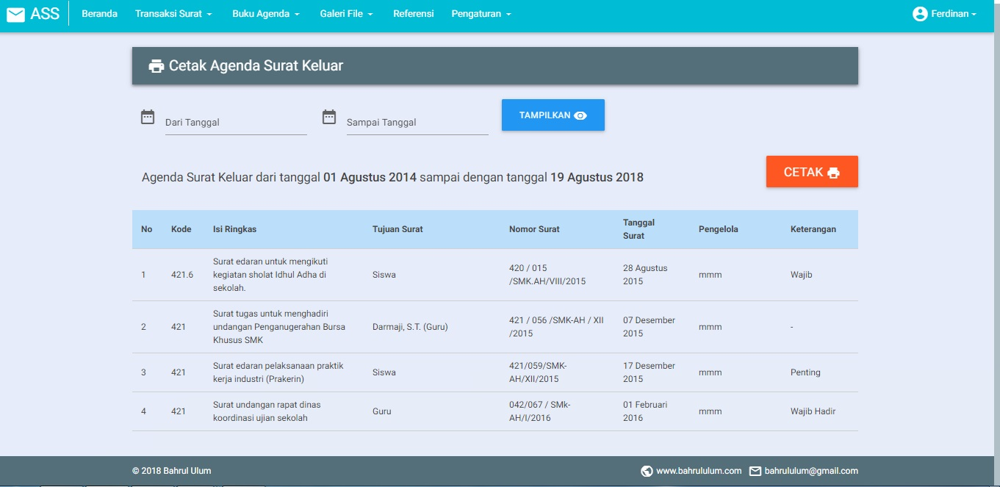 ASS Beranda Transaksi Surat Buku Agenda Galeri File Referensi Pengaturan Ferdinan
Cetak Agenda Surat Keluar
Dari Tanggal Sampai Tanggal TAMPILKAN
Agenda Surat Keluar dari tanggal 01 Agustus 2014 sampai dengan tanggal 19 Agustus 2018 CETAK
No Kode Isi Ringkas Tujuan Surat Nomor Surat Tanggal Surat Pengelola Keterangan
1 421.6 Surat edaran untuk mengikuti kegiatan sholat Idhul Adha di sekolah. Siswa 420 / 015 /SMK.AH/VIII/2015 28 Agustus 2015 mmm Wajib
2 421 Surat tugas untuk menghadiri undangan Penganugerahan Bursa Khusus SMK Darmaji, S.T. (Guru) 421 / 056 /SMK-AH / XII /2015 07 Desember 2015 mmm -
3 421 Surat edaran pelaksanaan praktik kerja industri (Prakerin) Siswa 421/059/SMK-AH/XII/2015 17 Desember 2015 mmm Penting
4 421 Surat undangan rapat dinas koordinasi ujian sekolah Guru 042/067 / SMk-AH/I/2016 01 Februari 2016 mmm Wajib Hadir
© 2018 Bahrul Ulum www.bahrululum.com bahrululum@gmail.com